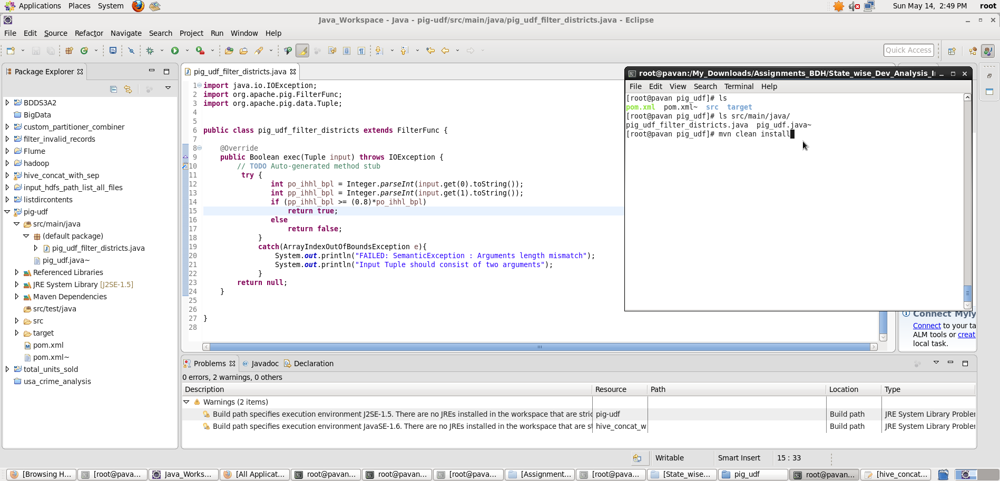 Applications Places System Sun May 14, 2:49 PM root
Java_Workspace - Java - pig-udf/src/main/java/pig_udf_filter_districts.java - Eclipse
File Edit Source Refactor Navigate Search Project Run Window Help
Quick Access
Package Explorer
BDDS3A2
BigData
custom_partitioner_combiner
filter_invalid_records
Flume
hadoop
hive_concat_with_sep
input_hdfs_path_list_all_files
listdircontents
pig-udf
src/main/java
(default package)
pig_udf_filter_districts.java
pig_udf.java~
Referenced Libraries
JRE System Library [J2SE-1.5]
Maven Dependencies
src/test/java
src
target
pom.xml
pom.xml~
total_units_sold
usa_crime_analysis
pig_udf_filter_districts.java
1 import java.io.IOException;
2 import org.apache.pig.FilterFunc;
3 import org.apache.pig.data.Tuple;
4
5
6 public class pig_udf_filter_districts extends FilterFunc {
7
8 @Override
9 public Boolean exec(Tuple input) throws IOException {
10 // TODO Auto-generated method stub
11 try {
12 int po_ihhl_bpl = Integer.parseInt(input.get(0).toString());
13 int pp_ihhl_bpl = Integer.parseInt(input.get(1).toString());
14 if (pp_ihhl_bpl >= (0.8)*po_ihhl_bpl)
15 return true;
16 else
17 return false;
18 }
19 catch(ArrayIndexOutOfBoundsException e){
20 System.out.println("FAILED: SemanticException : Arguments length mismatch");
21 System.out.println("Input Tuple should consist of two arguments");
22 }
23 return null;
24 }
25
26
27 }
28
root@pavan:/My_Downloads/Assignments_BDH/State_wise_Dev_Analysis_I
File Edit View Search Terminal Help
[root@pavan pig_udf]# ls
pom.xml pom.xml~ src target
[root@pavan pig_udf]# ls src/main/java/
pig_udf_filter_districts.java pig_udf.java~
[root@pavan pig_udf]# mvn clean install
Connect Myly
Connect to your ta
ALM tools or creat
local task.
Problems @ Javadoc Declaration
0 errors, 2 warnings, 0 others
Description Resource Path Location Type
Warnings (2 items)
Build path specifies execution environment J2SE-1.5. There are no JREs installed in the workspace that are stric pig-udf Build path JRE System Library Probler
Build path specifies execution environment JavaSE-1.6. There are no JREs installed in the workspace that are s hive_concat_w Build path JRE System Library Probler
Writable Smart Insert 15 : 33
[Browsing H... [root@pava... Java_Works... [All Applicat... root@pavan... root@pavan... [root@pava... [Assignment... [root@pava... [State_wise... pig_udf root@pavan... [hive_concat...